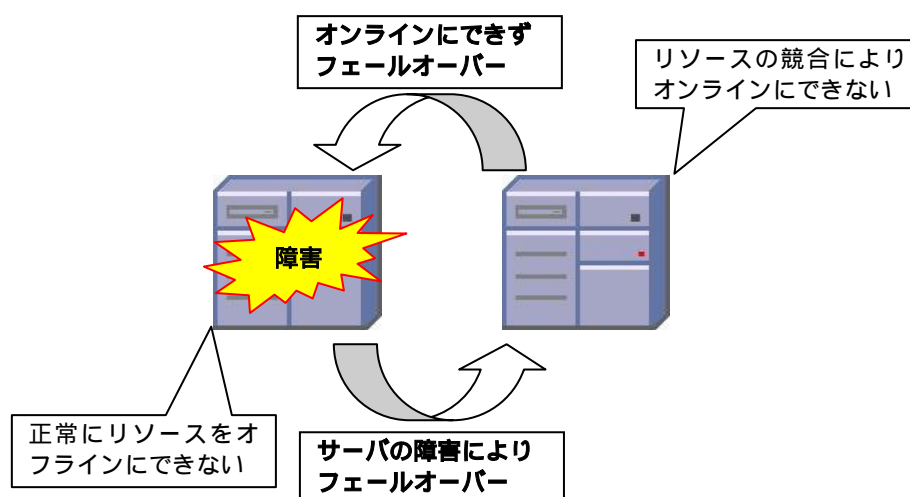 オンラインにできず
フェールオーバー
リソースの競合により
オンラインにできない
障害
正常にリソースをオ
フラインにできない
サーバの障害により
フェールオーバー